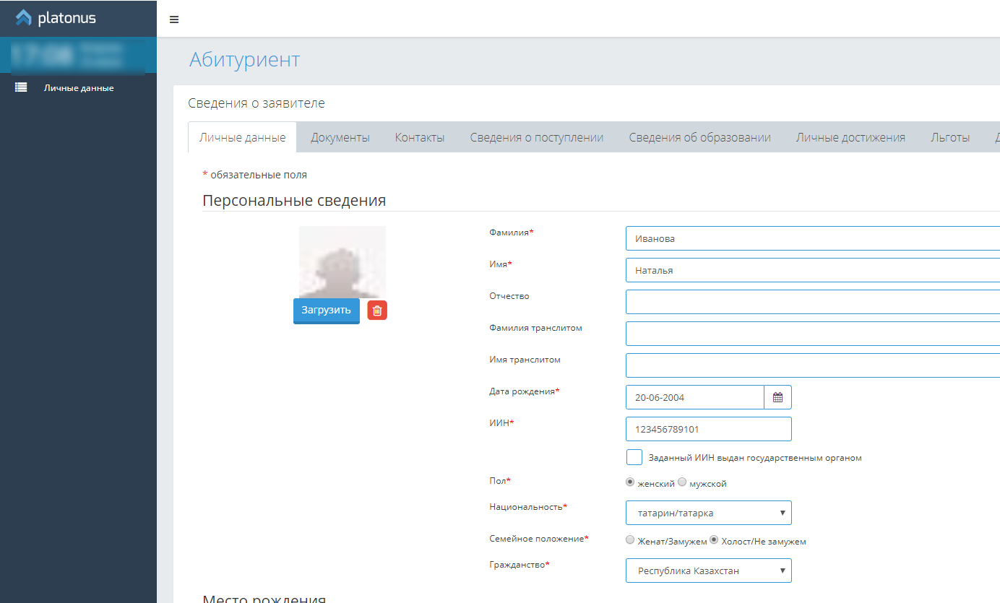 platonus
Личные данные
Абитуриент
Сведения о заявителе
Личные данные Документы Контакты Сведения о поступлении Сведения об образовании Личные достижения Льготы
* обязательные поля
Персональные сведения
Загрузить
Фамилия* Иванова
Имя* Наталья
Отчество
Фамилия транслитом
Имя транслитом
Дата рождения* 20-06-2004
ИИН* 123456789101
Заданный ИИН выдан государственным органом
Пол* женский мужской
Национальность* татарин/татарка
Семейное положение* Женат/Замужем Холост/Не замужем
Гражданство* Республика Казахстан
Место рождения